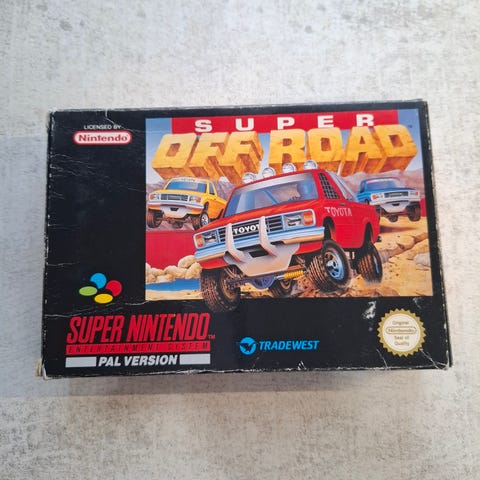 LICENSED BY
Nintendo
SUPER
OFF ROAD
TOYOTA
TOYOTA
SUPER NINTENDO
ENTERTAINMENT SYSTEM
PAL VERSION
TRADEWEST
Original
Nintendo
Seal of
Quality